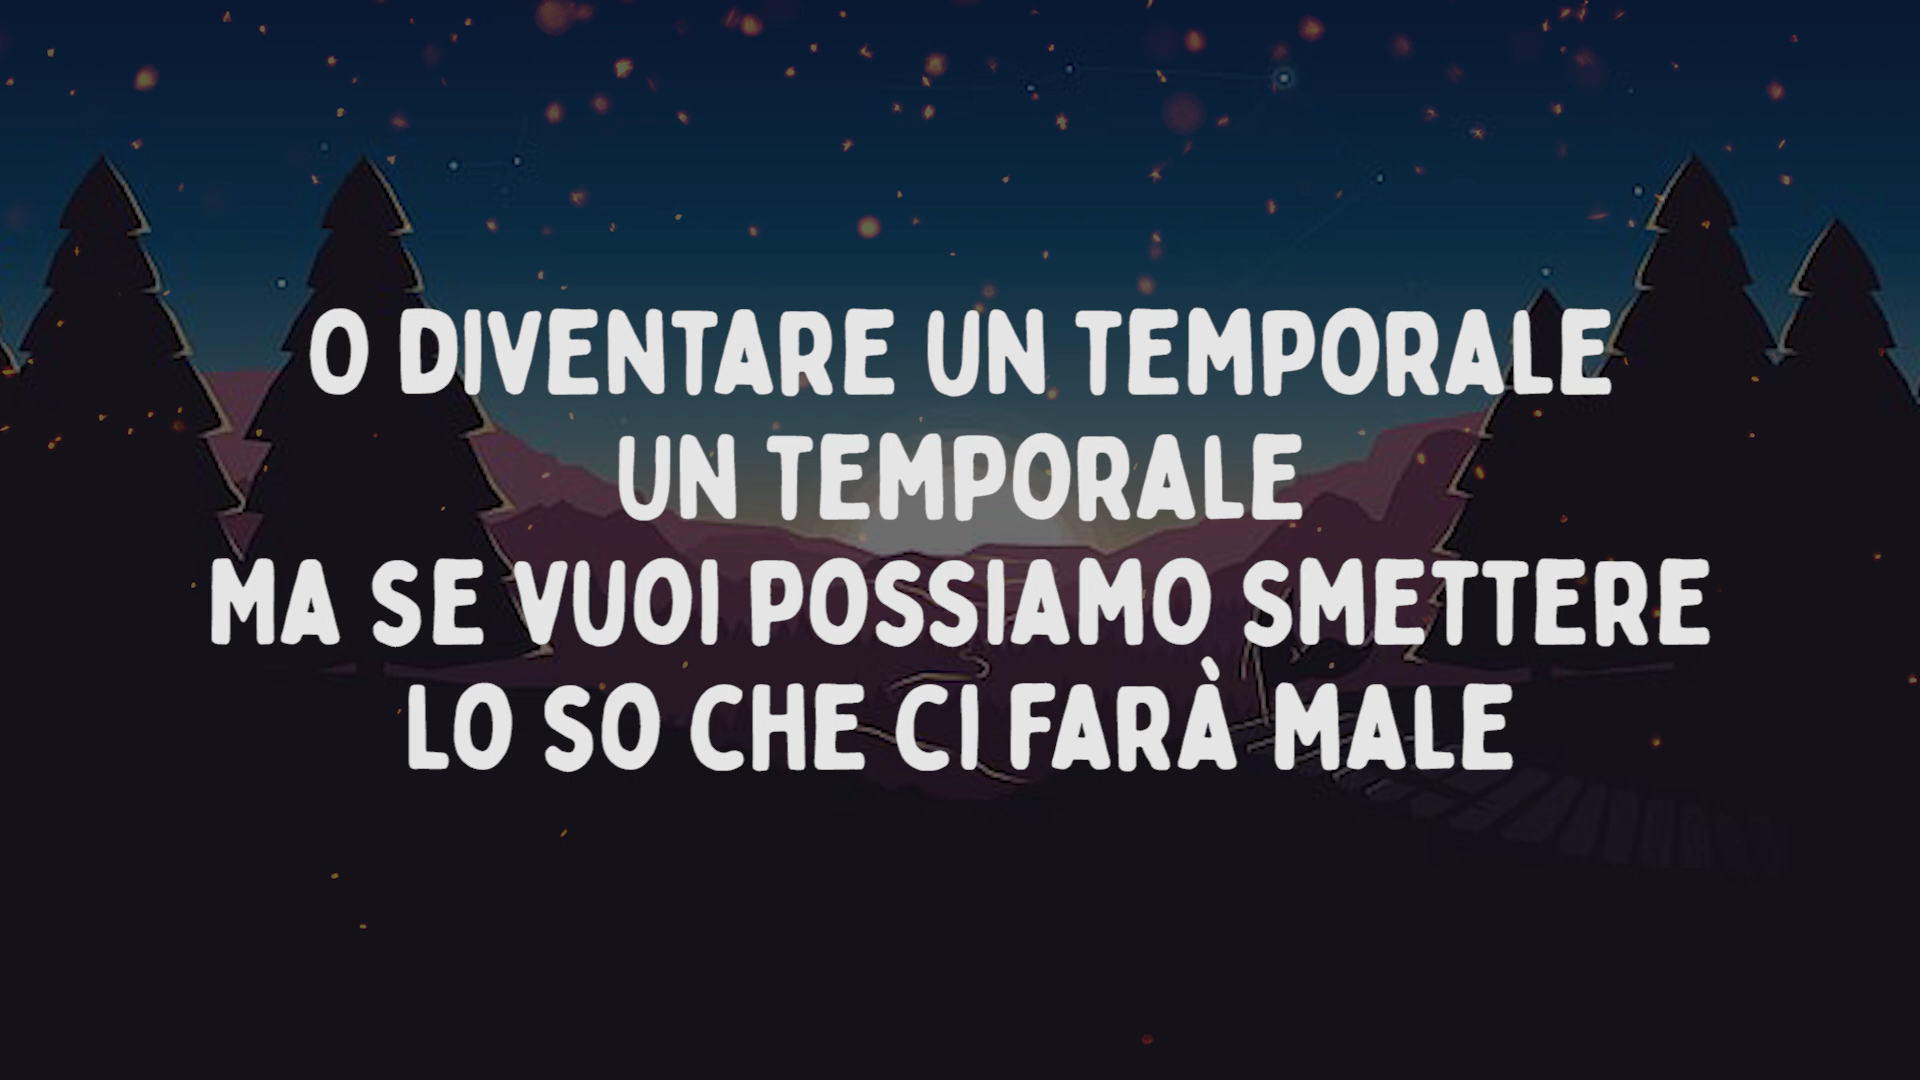 O DIVENTARE UN TEMPORALE
UN TEMPORALE
MA SE VUOI POSSIAMO SMETTERE
LO SO CHE CI FARÀ MALE